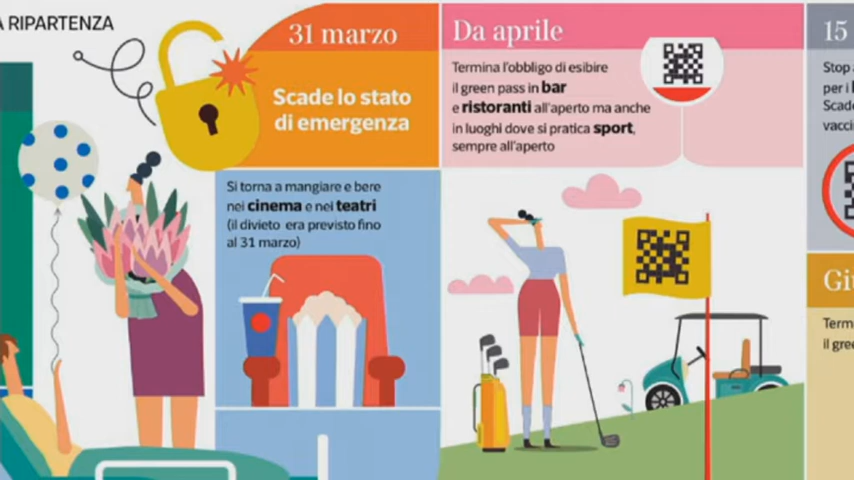 A RIPARTENZA
31 marzo
Scade lo stato
di emergenza
Si torna a mangiare e bere
nei cinema e nei teatri
(il divieto era previsto fino
al 31 marzo)
Da aprile
Termina l'obbligo di esibire
il green pass in bar
e ristoranti all'aperto ma anche
in luoghi dove si pratica sport,
sempre all'aperto
15
Stop
per i